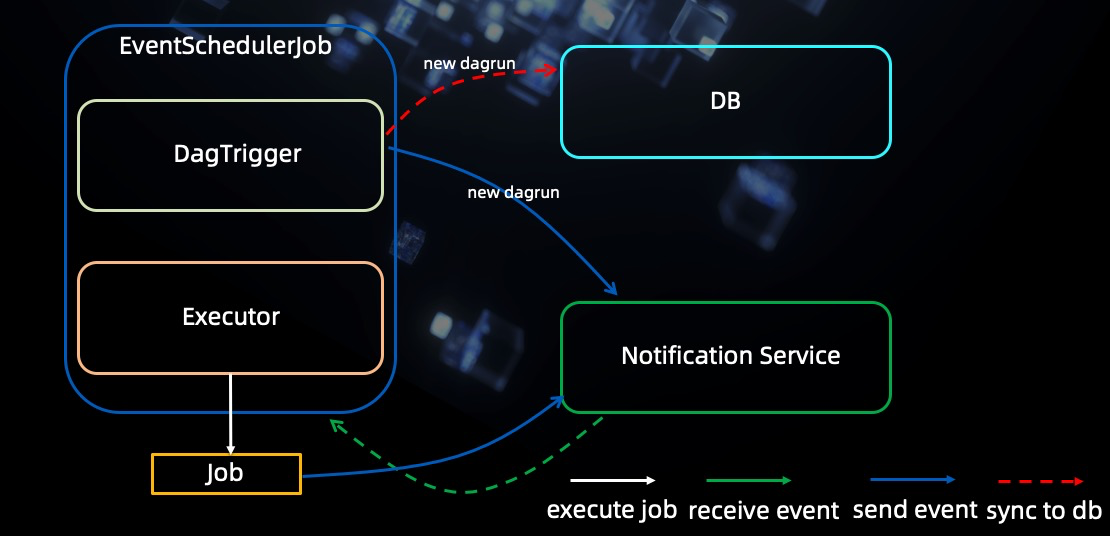 EventSchedulerJob
new dagrun
DB
DagTrigger
new dagrun
Executor
Notification Service
Job
execute job
receive event
send event
sync to db